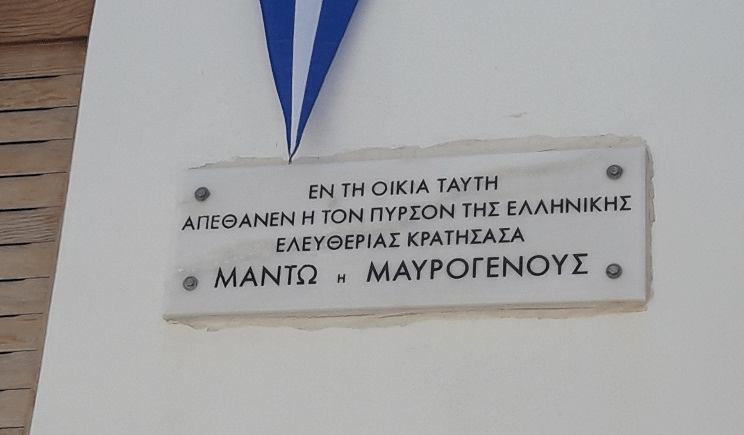 ΕΝ ΤΗ ΟΙΚΙΑ ΤΑΥΤΗ
ΑΠΕΘΑΝΕΝ Η ΤΟΝ ΠΥΡΣΟΝ ΤΗΣ ΕΛΛΗΝΙΚΗΣ
ΕΛΕΥΘΕΡΙΑΣ ΚΡΑΤΗΣΑΣΑ
ΜΑΝΤΩ Η ΜΑΥΡΟΓΕΝΟΥΣ